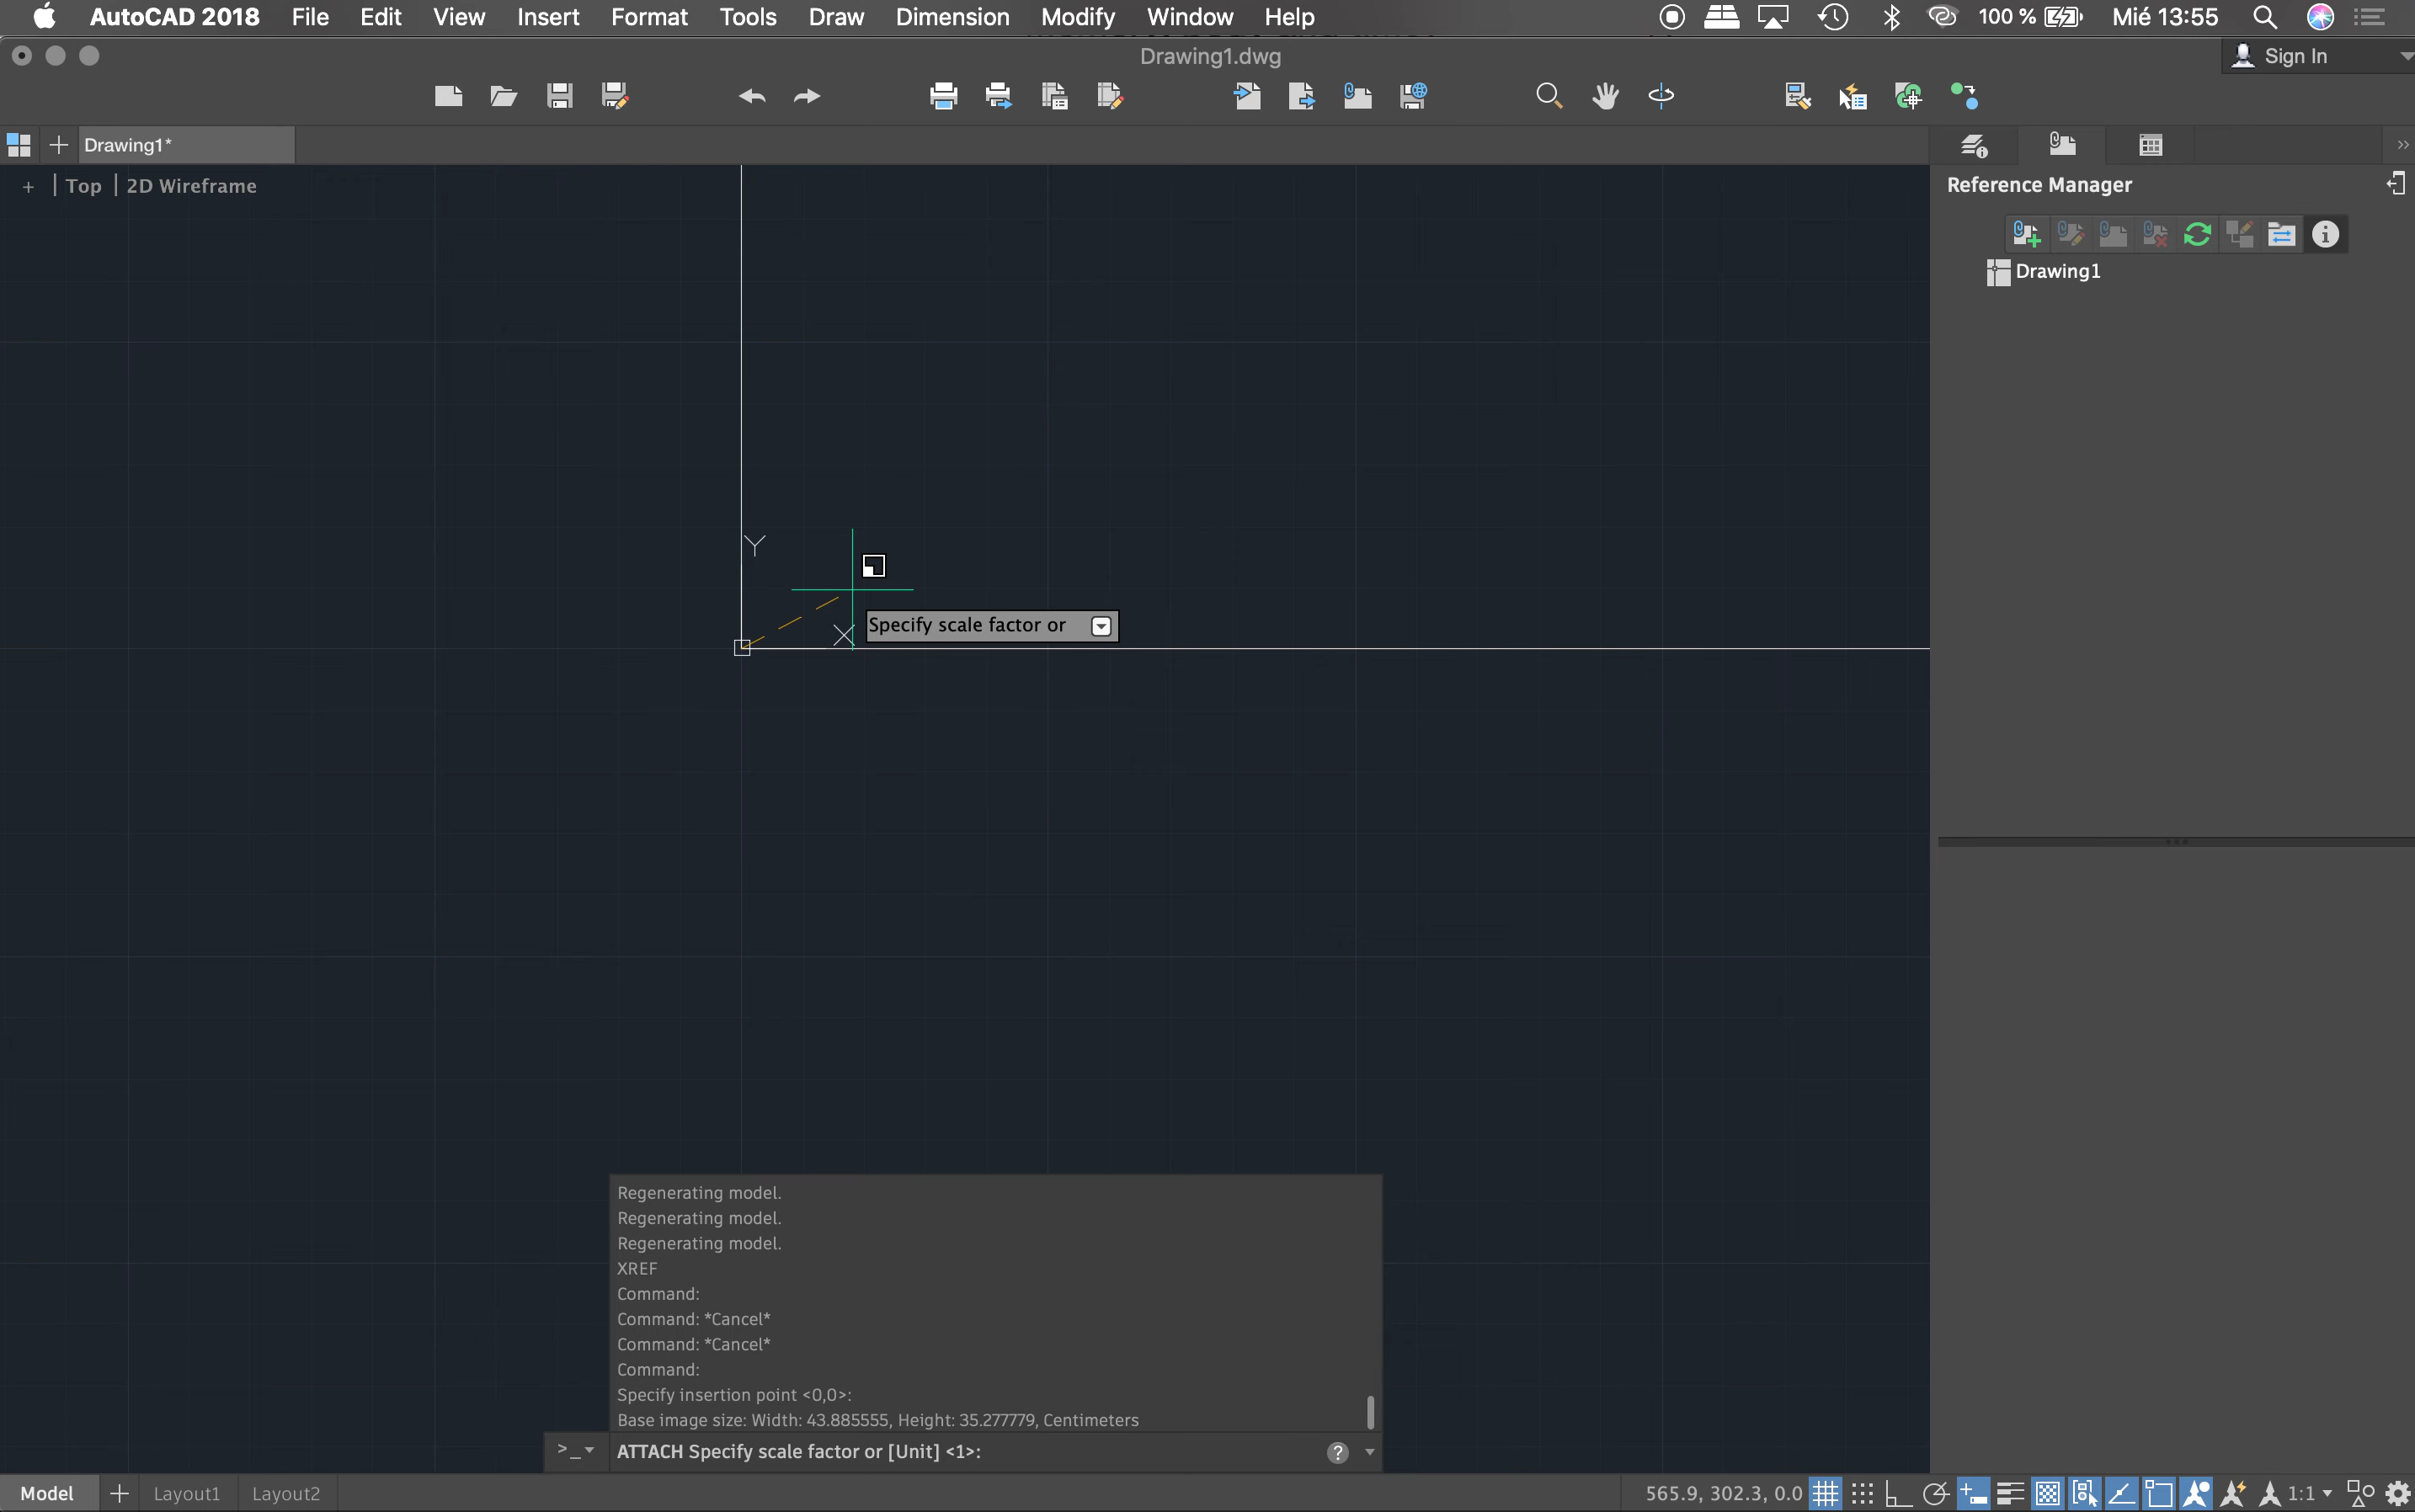 AutoCAD 2018 File Edit View Insert Format Tools Draw Dimension Modify Window Help 100 % Mié 13:55
Drawing1.dwg
Sign In
Drawing1*
+ | Top | 2D Wireframe
Reference Manager
Drawing1
Y
X
Specify scale factor or
Regenerating model.
Regenerating model.
Regenerating model.
XREF
Command:
Command: *Cancel*
Command: *Cancel*
Command:
Specify insertion point <0,0>:
Base image size: Width: 43.885555, Height: 35.277779, Centimeters
>_ ATTACH Specify scale factor or [Unit] <1>: ?
Model + Layout1 Layout2 565.9, 302.3, 0.0 1:1